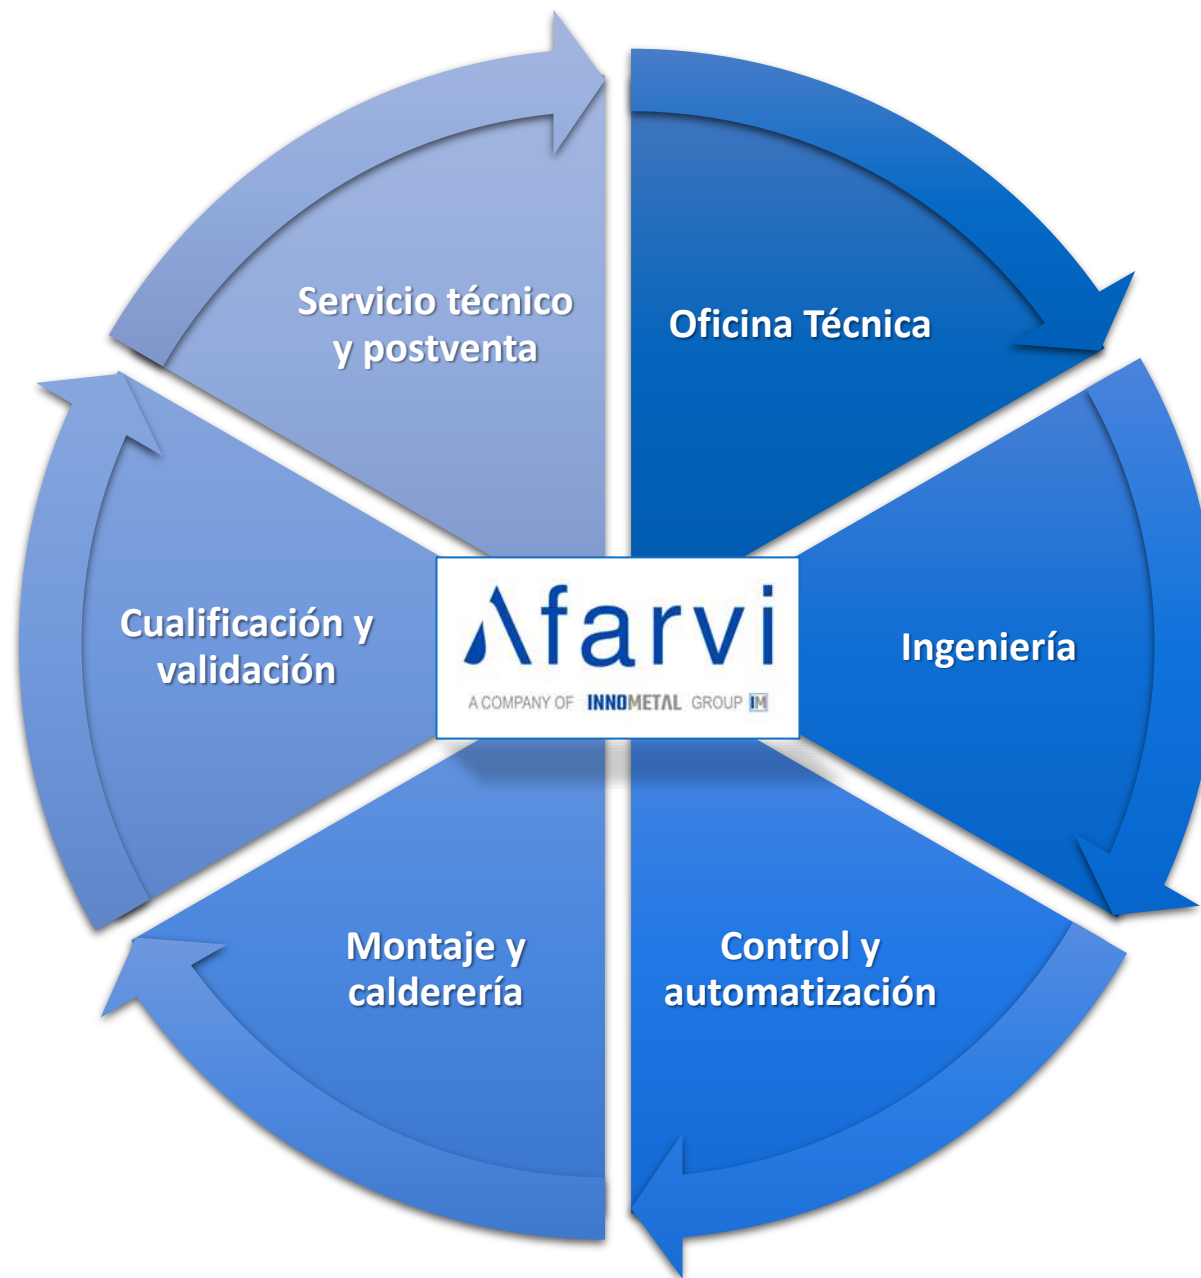 Servicio técnico
y postventa
Oficina Técnica
Cualificación y
validación
Afarvi
A COMPANY OF INNOMETAL GROUP IM
Ingeniería
Montaje y
calderería
Control y
automatización